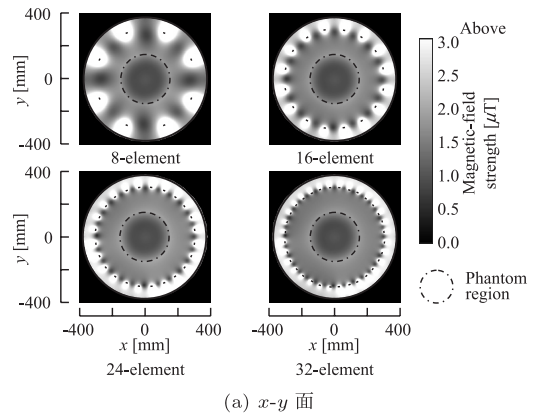 400
0
-400
y [mm]
8-element
16-element
400
0
-400
y [mm]
-400 0 400
-400 0 400
x [mm]
x [mm]
24-element
32-element
Above
3.0
2.5
2.0
1.5
1.0
0.5
0.0
Magnetic-field
strength [μT]
Phantom
region
(a) x-y 面